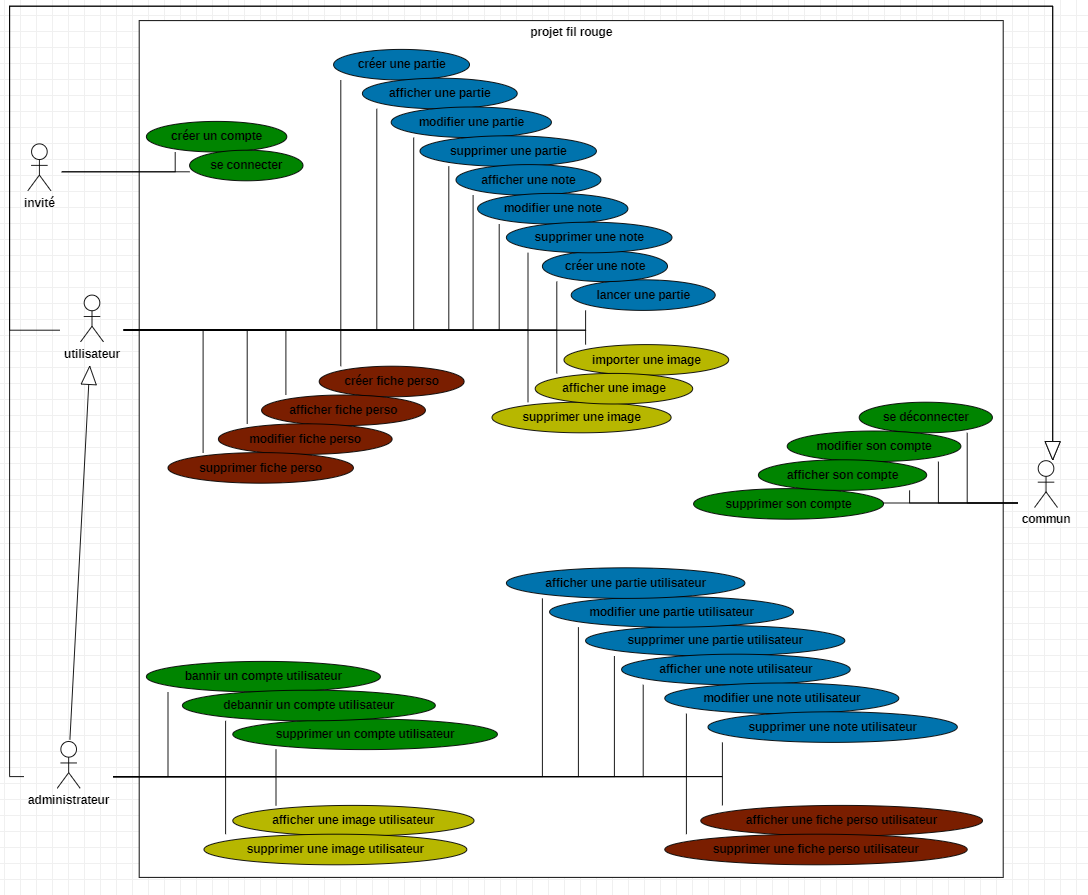 projet fil rouge
créer une partie
afficher une partie
modifier une partie
supprimer une partie
afficher une note
modifier une note
supprimer une note
créer une note
lancer une partie
créer un compte
se connecter
invité
utilisateur
importer une image
afficher une image
supprimer une image
créer fiche perso
afficher fiche perso
modifier fiche perso
supprimer fiche perso
se déconnecter
modifier son compte
afficher son compte
supprimer son compte
commun
afficher une partie utilisateur
modifier une partie utilisateur
supprimer une partie utilisateur
afficher une note utilisateur
modifier une note utilisateur
supprimer une note utilisateur
bannir un compte utilisateur
debannir un compte utilisateur
supprimer un compte utilisateur
administrateur
afficher une image utilisateur
supprimer une image utilisateur
afficher une fiche perso utilisateur
supprimer une fiche perso utilisateur